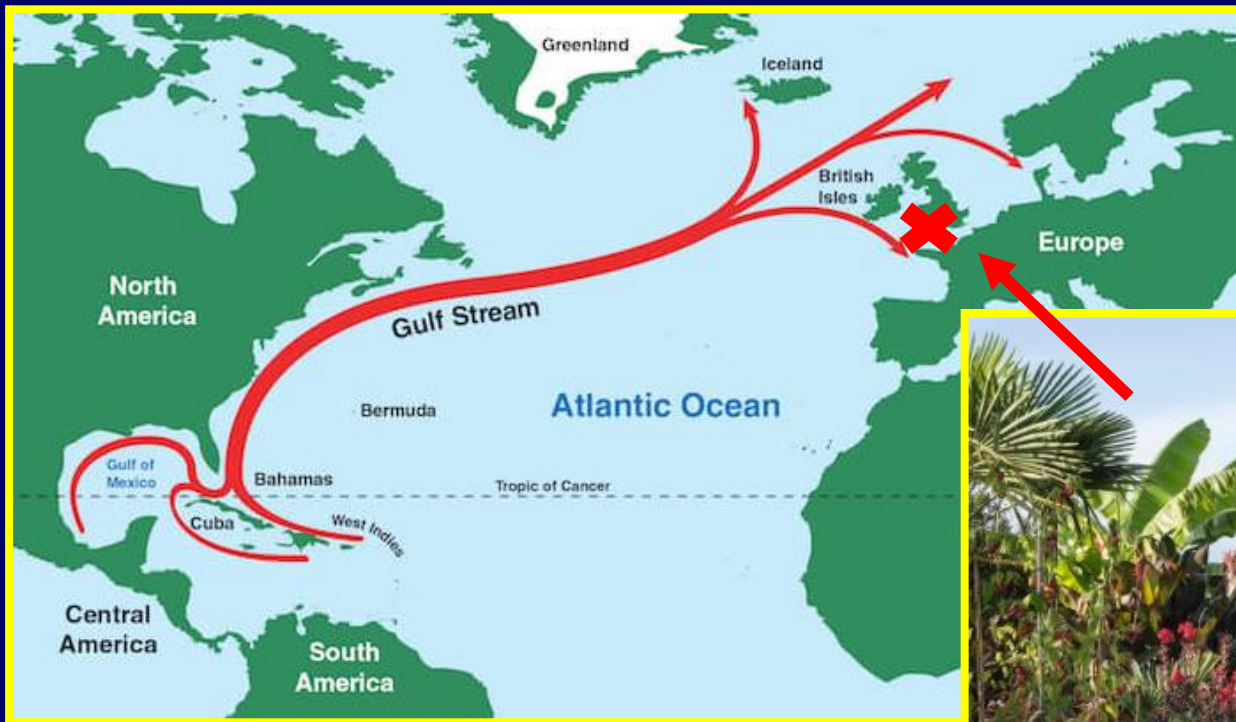 Greenland
Iceland
British
Isles
Europe
North
America
Gulf Stream
Bermuda
Atlantic Ocean
Gulf of
Mexico
Bahamas
Tropic of Cancer
Cuba
West Indies
Central
America
South
America